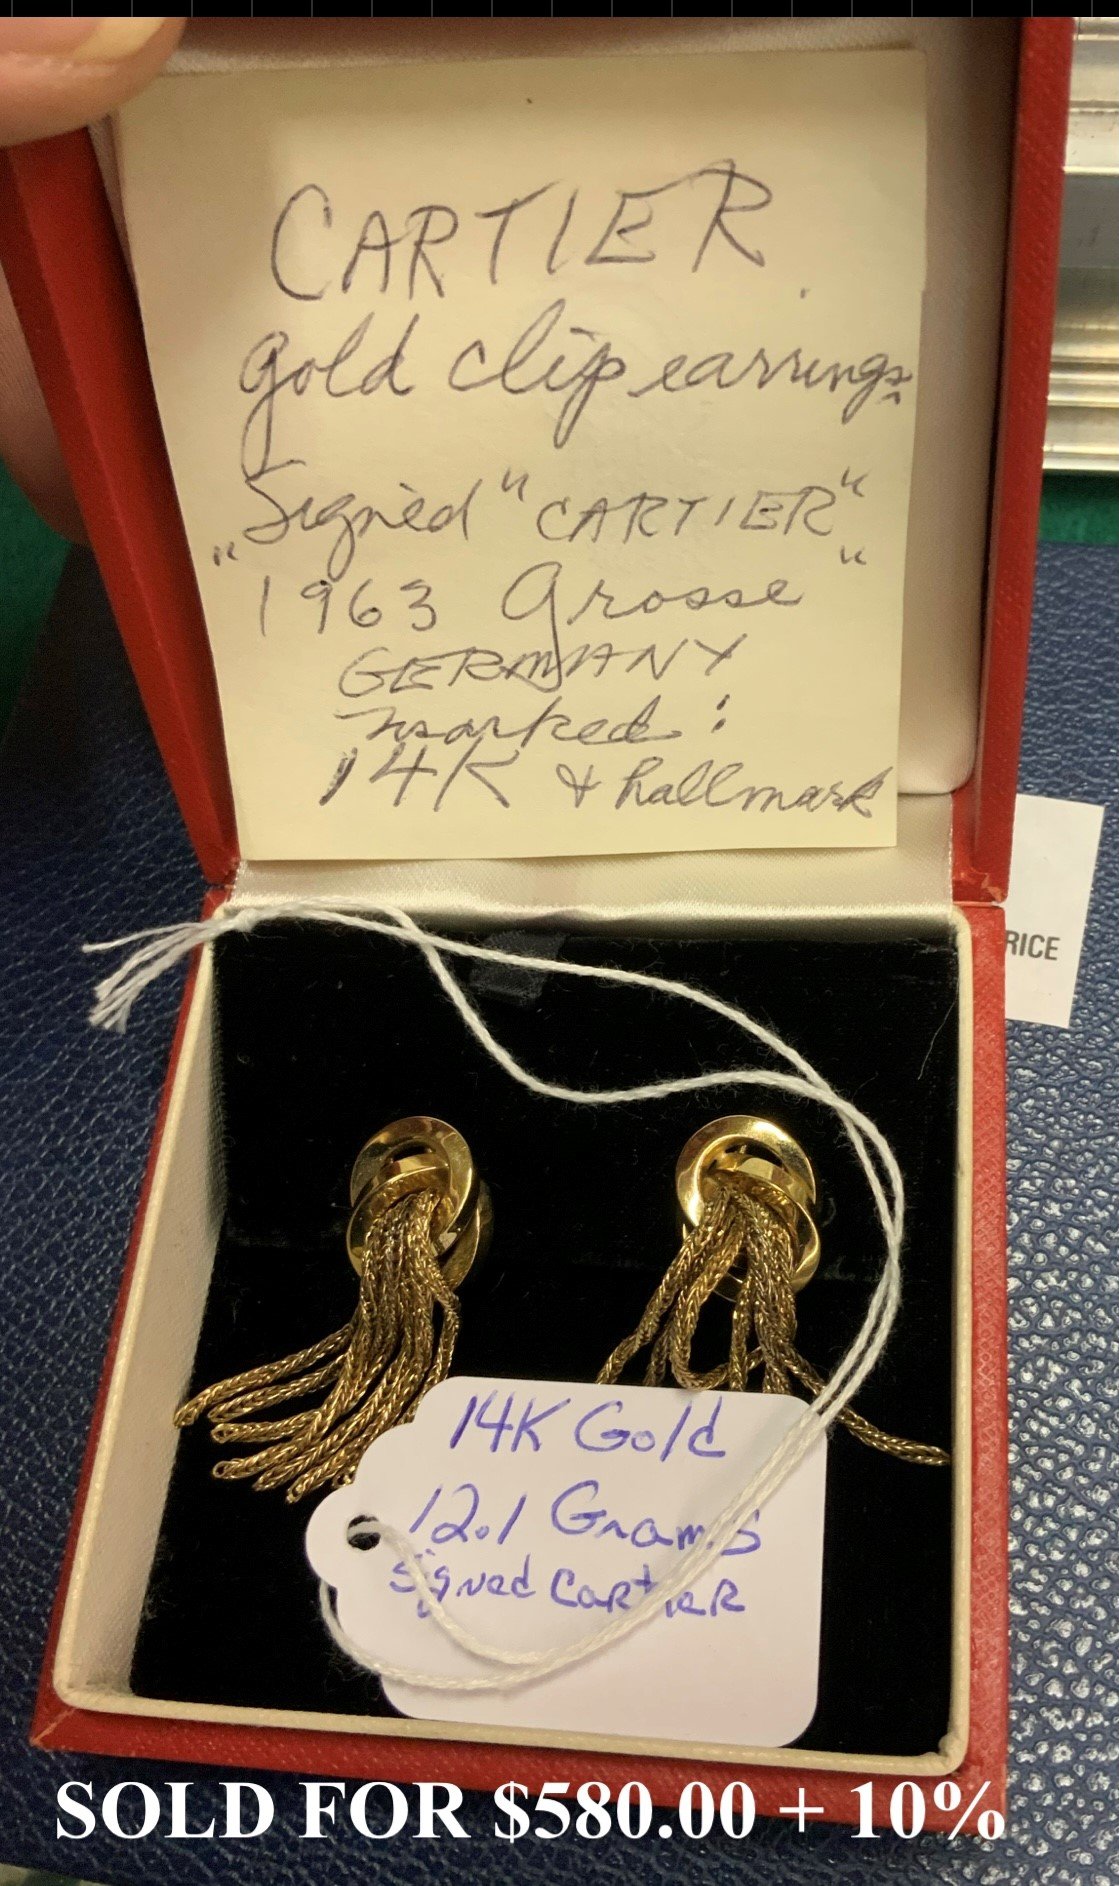 CARTIER.
gold clip earrings
Signed "CARTIER"
"1963 Grosse"
GERMANY
marked:
14K & hallmark
RICE
14K Gold
12.1 Grams
signed Cartier
SOLD FOR $580.00 + 10%